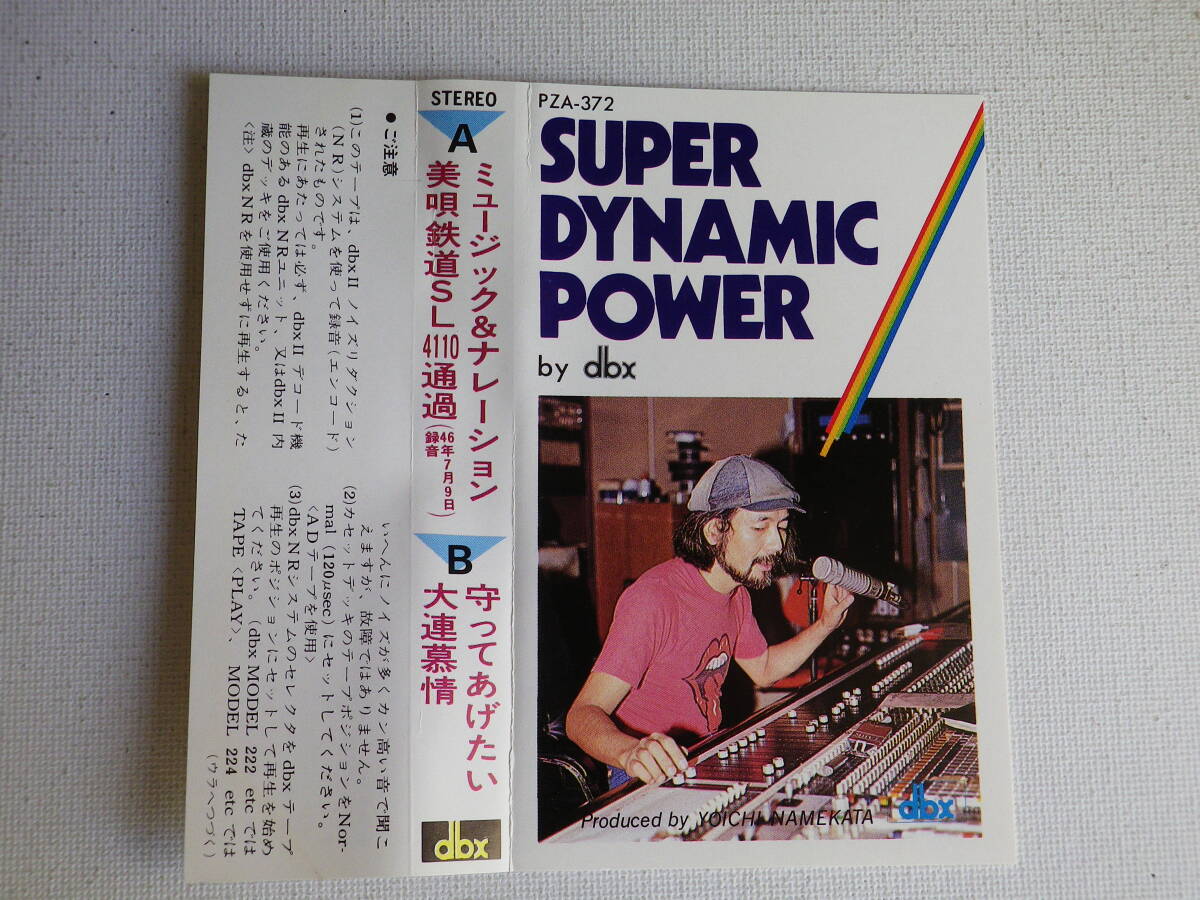 PZA-372
SUPER
DYNAMIC
POWER
by dbx
Produced by YOICHI NAMEKATA
dbx
STEREO
A
ミュージック&ナレーション
美唄鉄道SL4110通過(46年7月9日録音)
B
守ってあげたい
大連慕情
dbx
●ご注意
(1)このテープは、dbxⅡ ノイズリダクション
(NR)システムを使って録音(エンコード)
されたものです。
再生にあたっては必ず、dbxⅡ デコード機
能のあるdbx NRユニット、又はdbxⅡ 内
蔵のデッキをご使用ください。
〈注〉dbx NRを使用せずに再生すると、た
いへんにノイズが多くカン高い音で聞こ
えますが、故障ではありません。
(2)カセットデッキのテープポジションをNor-
mal (120μsec)にセットしてください。
〈ADテープを使用〉
(3)dbx NRシステムのセレクタをdbx テープ
再生のポジションにセットして再生を始め
てください。(dbx MODEL 222 etcでは
TAPE〈PLAY〉、MODEL 224 etcでは
(ウラへつづく)